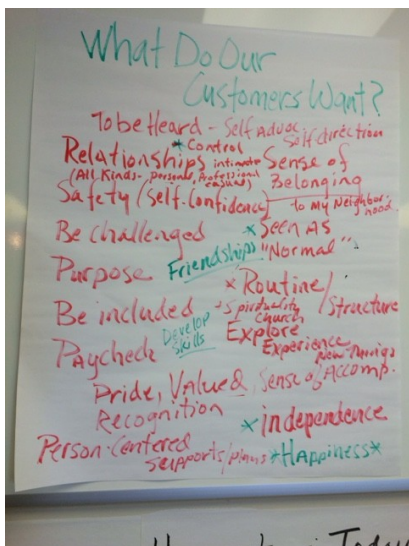 What Do Our
Customers Want?
To be Heard - Self Advoc Self direction
* Control
Relationships intimate Sense of
(All Kinds - personal, Professional casual) Belonging
Safety (Self-Confidence) to My Neighborhood.
Be challenged * Seen As
Friendships "Normal"
Purpose * Routine/
Structure
Be included * Spirituality
Church
Develop Explore
Paycheck Skills Experience
New Things
Pride, Valued, Sense of Accomp.
Recognition
* independence
Person-Centered
supports/plans *Happiness*
Today